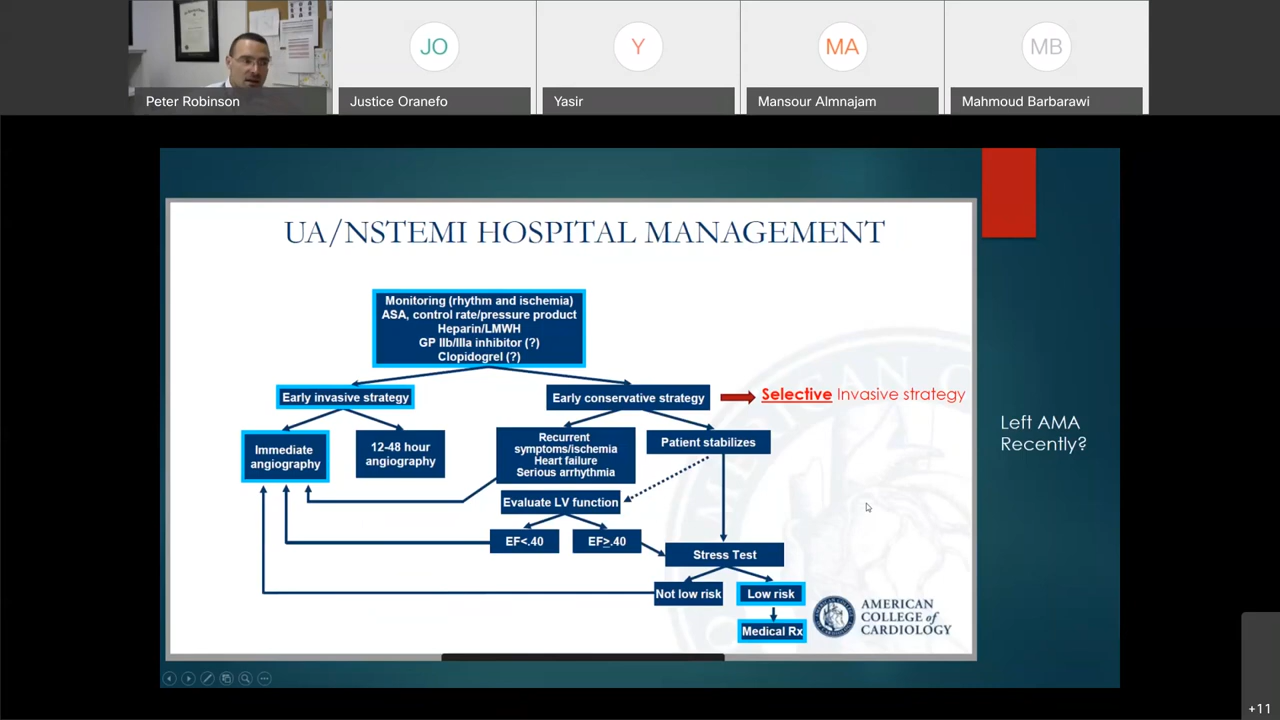 JO
Y
MA
MB
Peter Robinson
Justice Oranefo
Yasir
Mansour Almnajam
Mahmoud Barbarawi
UA/NSTEMI HOSPITAL MANAGEMENT
Monitoring (rhythm and ischemia)
ASA, control rate/pressure product
Heparin/LMWH
GP IIb/IIIa inhibitor (?)
Clopidogrel (?)
Early invasive strategy
Early conservative strategy
Selective Invasive strategy
Immediate
angiography
12-48 hour
angiography
Recurrent
symptoms/ischemia
Heart failure
Serious arrhythmia
Patient stabilizes
Evaluate LV function
EF<.40
EF≥.40
Stress Test
Not low risk
Low risk
Medical Rx
AMERICAN
COLLEGE of
CARDIOLOGY
Left AMA
Recently?
+11